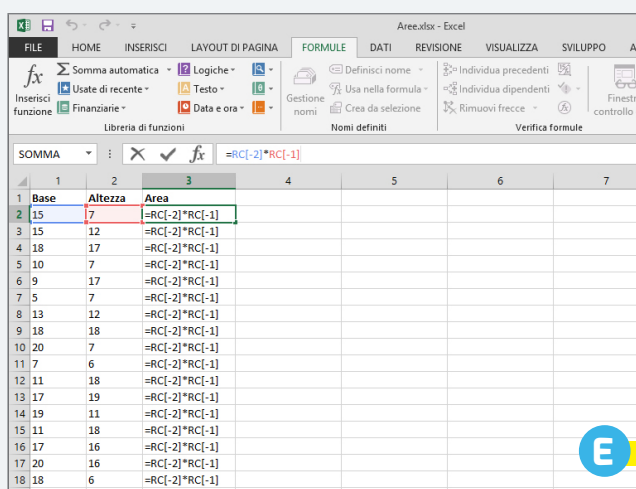 Aree.xlsx - Excel
FILE HOME INSERISCI LAYOUT DI PAGINA FORMULE DATI REVISIONE VISUALIZZA SVILUPPO
fx Inserisci funzione
Σ Somma automatica
Usate di recente
Finanziarie
? Logiche
A Testo
Data e ora
Libreria di funzioni
Gestione nomi
Definisci nome
Usa nella formula
Crea da selezione
Nomi definiti
Individua precedenti
Individua dipendenti
Rimuovi frecce
fx
Verifica formule
controllo
SOMMA fx =RC[-2]*RC[-1]
1 2 3 4 5 6 7
1 Base Altezza Area
2 15 7 =RC[-2]*RC[-1]
3 15 12 =RC[-2]*RC[-1]
4 18 17 =RC[-2]*RC[-1]
5 10 7 =RC[-2]*RC[-1]
6 9 17 =RC[-2]*RC[-1]
7 5 7 =RC[-2]*RC[-1]
8 13 12 =RC[-2]*RC[-1]
9 18 18 =RC[-2]*RC[-1]
10 20 7 =RC[-2]*RC[-1]
11 7 6 =RC[-2]*RC[-1]
12 11 18 =RC[-2]*RC[-1]
13 17 19 =RC[-2]*RC[-1]
14 19 11 =RC[-2]*RC[-1]
15 11 18 =RC[-2]*RC[-1]
16 17 16 =RC[-2]*RC[-1]
17 20 16 =RC[-2]*RC[-1]
18 18 6 =RC[-2]*RC[-1]
E